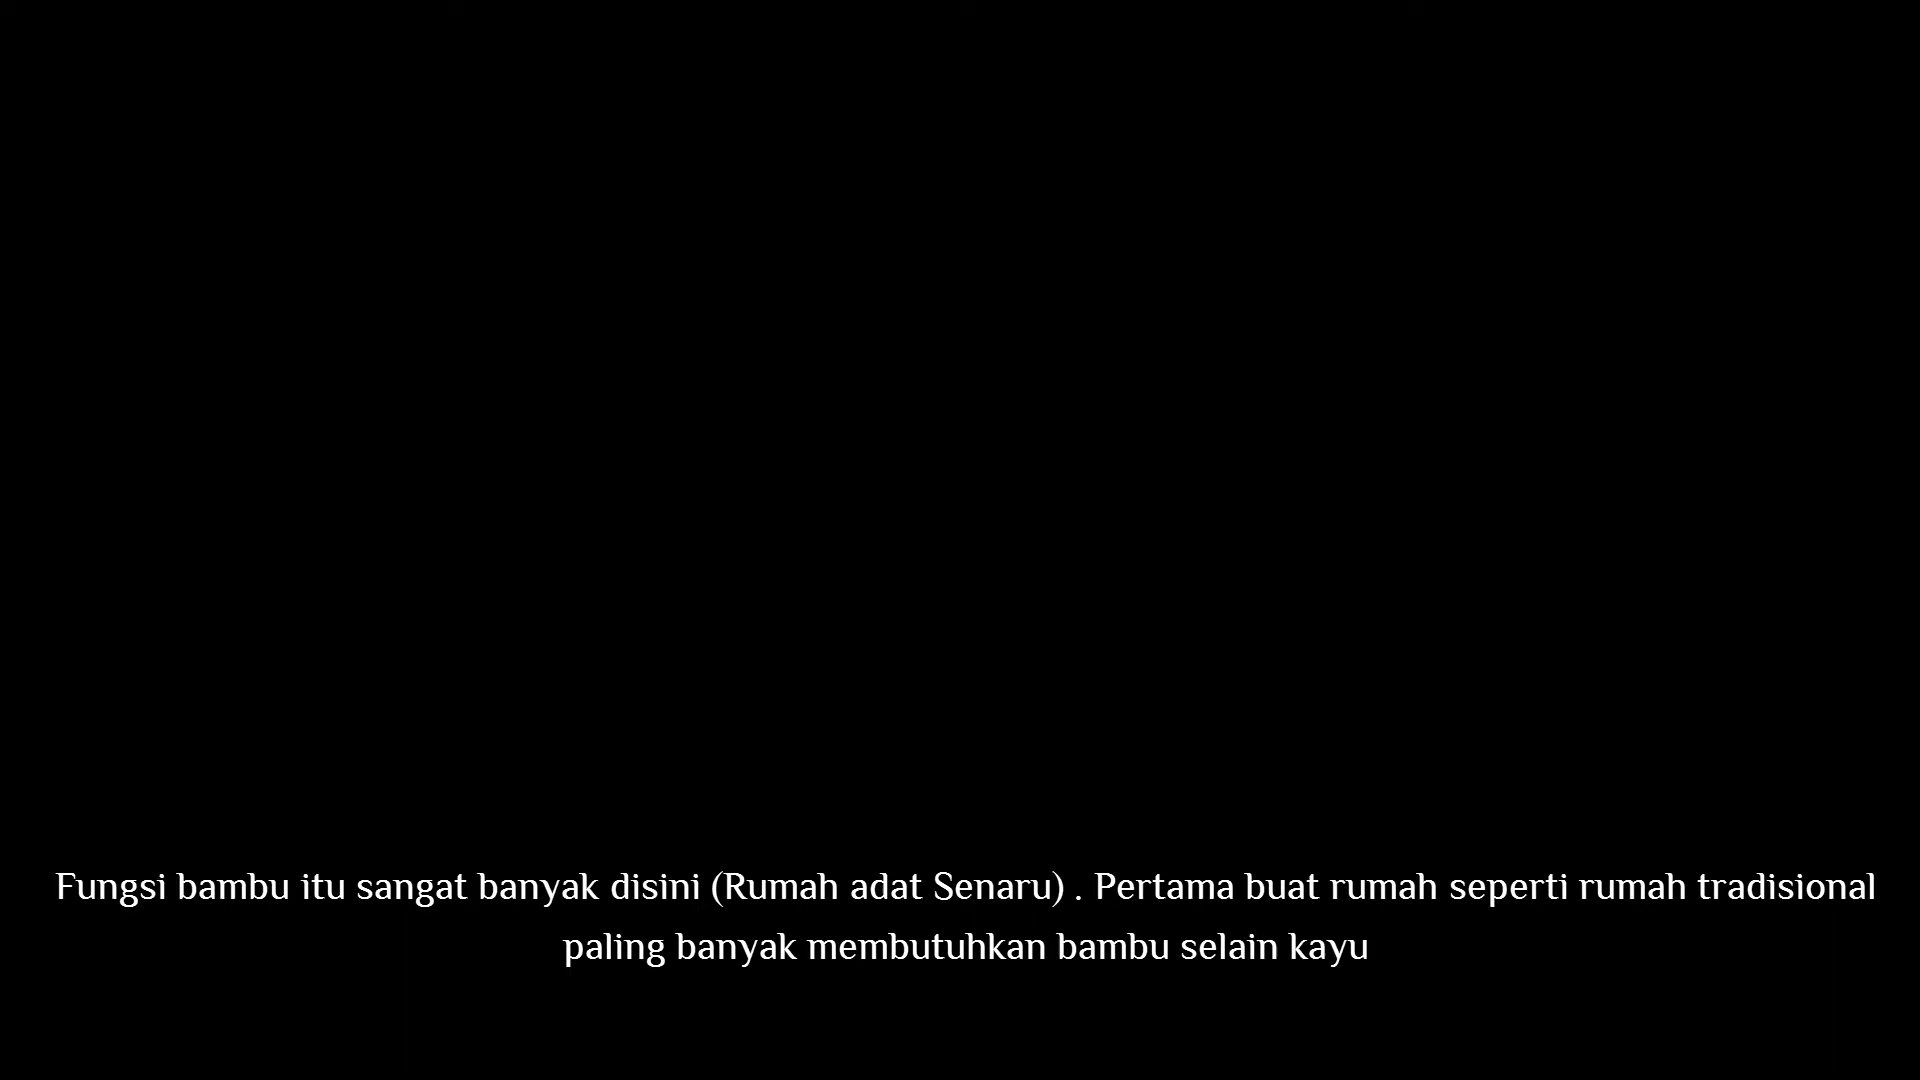 Fungsi bambu itu sangat banyak disini (Rumah adat Senaru) . Pertama buat rumah seperti rumah tradisional
paling banyak membutuhkan bambu selain kayu